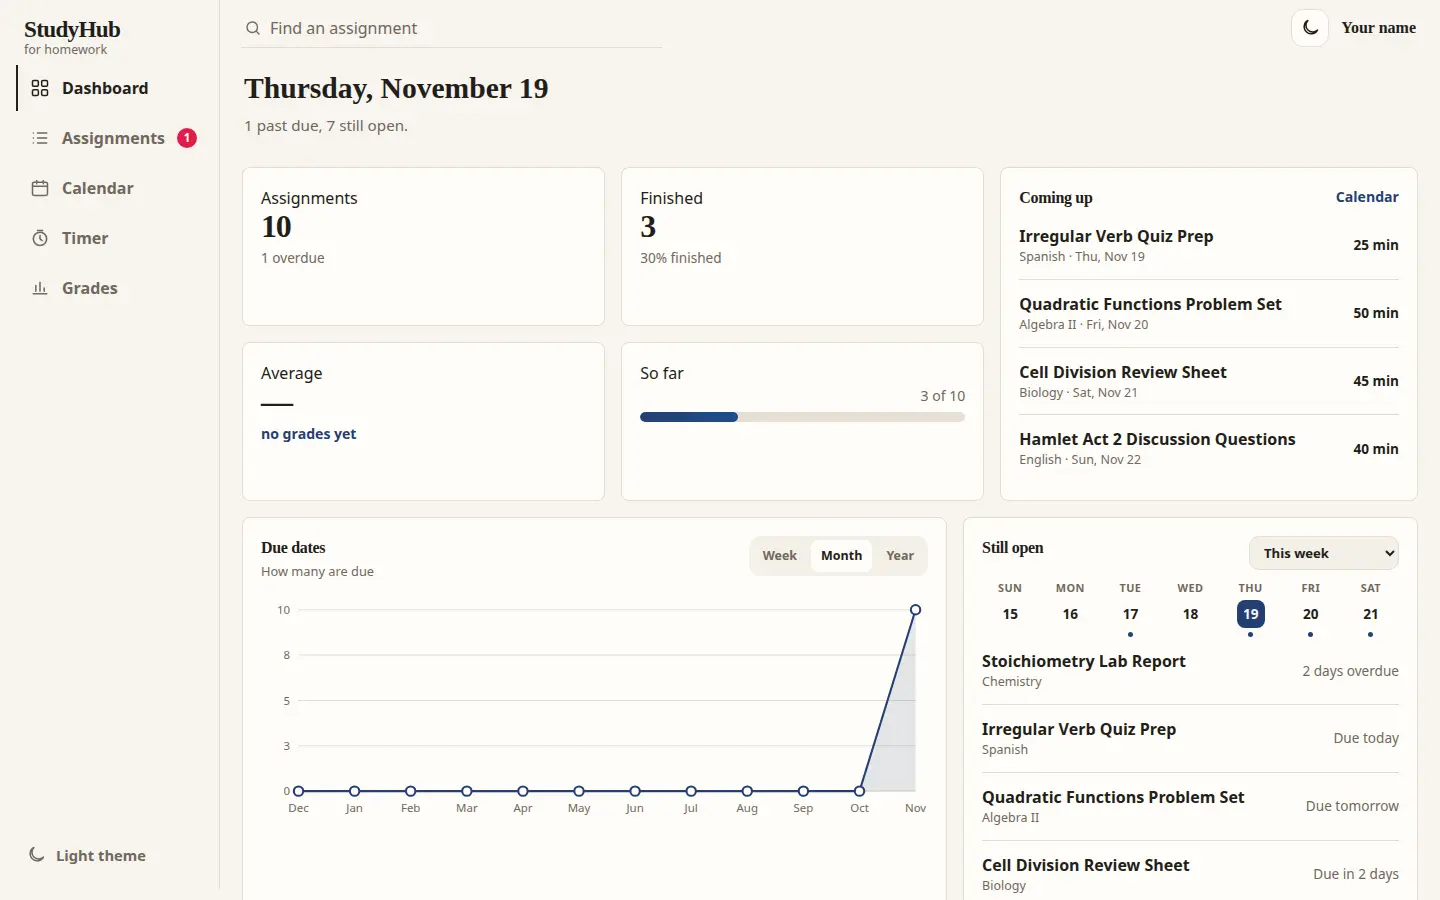 StudyHub
for homework
Dashboard
Assignments 1
Calendar
Timer
Grades
Light theme
Find an assignment
Your name
Thursday, November 19
1 past due, 7 still open.
Assignments
10
1 overdue
Finished
3
30% finished
Average
—
no grades yet
So far
3 of 10
Coming up
Calendar
Irregular Verb Quiz Prep
Spanish · Thu, Nov 19
25 min
Quadratic Functions Problem Set
Algebra II · Fri, Nov 20
50 min
Cell Division Review Sheet
Biology · Sat, Nov 21
45 min
Hamlet Act 2 Discussion Questions
English · Sun, Nov 22
40 min
Due dates
How many are due
Week Month Year
10
8
5
3
0
Dec Jan Feb Mar Apr May Jun Jul Aug Sep Oct Nov
Still open
This week
SUN MON TUE WED THU FRI SAT
15 16 17 18 19 20 21
Stoichiometry Lab Report
Chemistry
2 days overdue
Irregular Verb Quiz Prep
Spanish
Due today
Quadratic Functions Problem Set
Algebra II
Due tomorrow
Cell Division Review Sheet
Biology
Due in 2 days